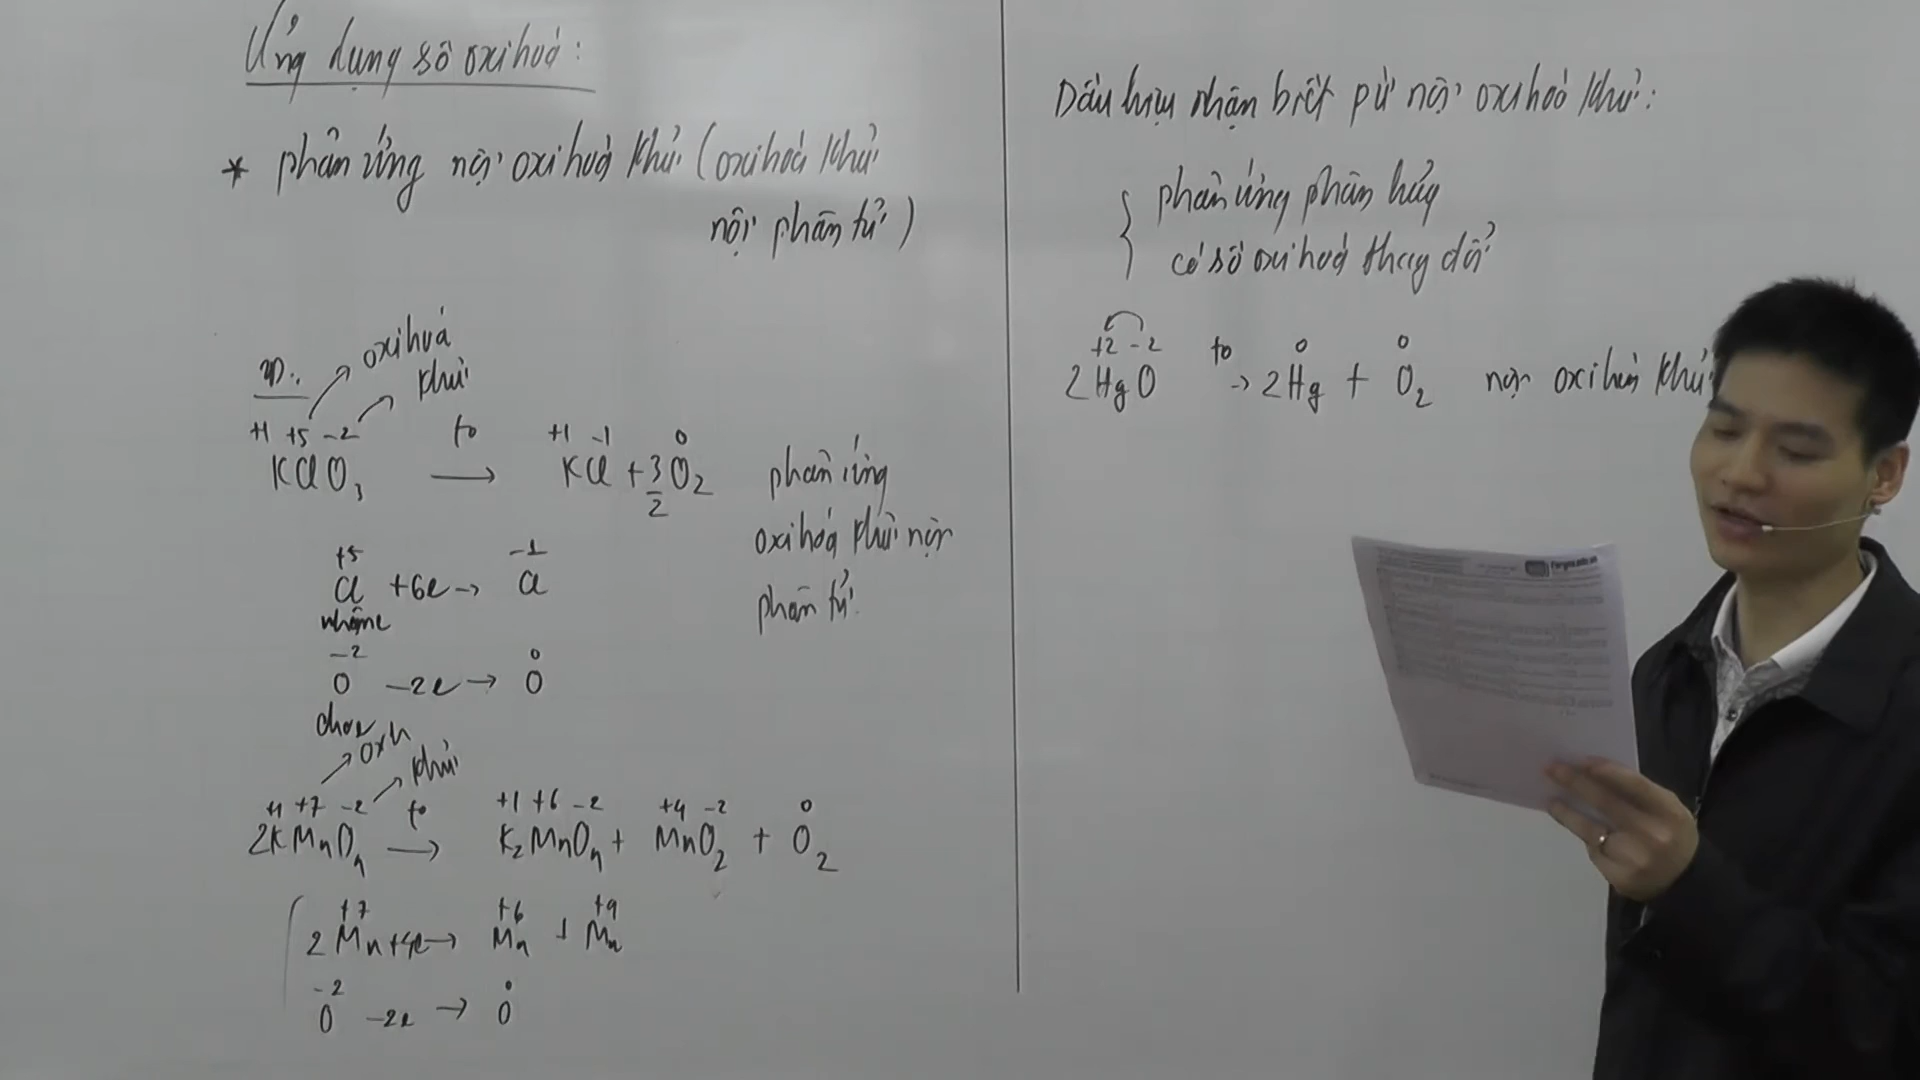 Ứng dụng số oxi hoá:
* phản ứng nội oxi hoá khử (oxi hoá khử
nội phân tử)
oxi hoá
khử
+1 +5 -2 to +1 -1 0
KClO3 → KCl + 3/2 O2
phản ứng
oxi hoá khử nội
phân tử.
+5 -1
Cl +6e → Cl
nhận e
-2 0
O -2e → O
cho e
oxh
khử
+1 +7 -2 to +1 +6 -2 +4 -2 0
2KMnO4 → K2MnO4 + MnO2 + O2
+7 +6 +4
2Mn +4e → Mn + Mn
-2 0
O -2e → O
Dấu hiệu nhận biết pứ nội oxi hoá khử:
phản ứng phân hủy
có số oxi hoá thay đổi
+2 -2 to 0 0
2HgO → 2Hg + O2 nội oxi hoá khử